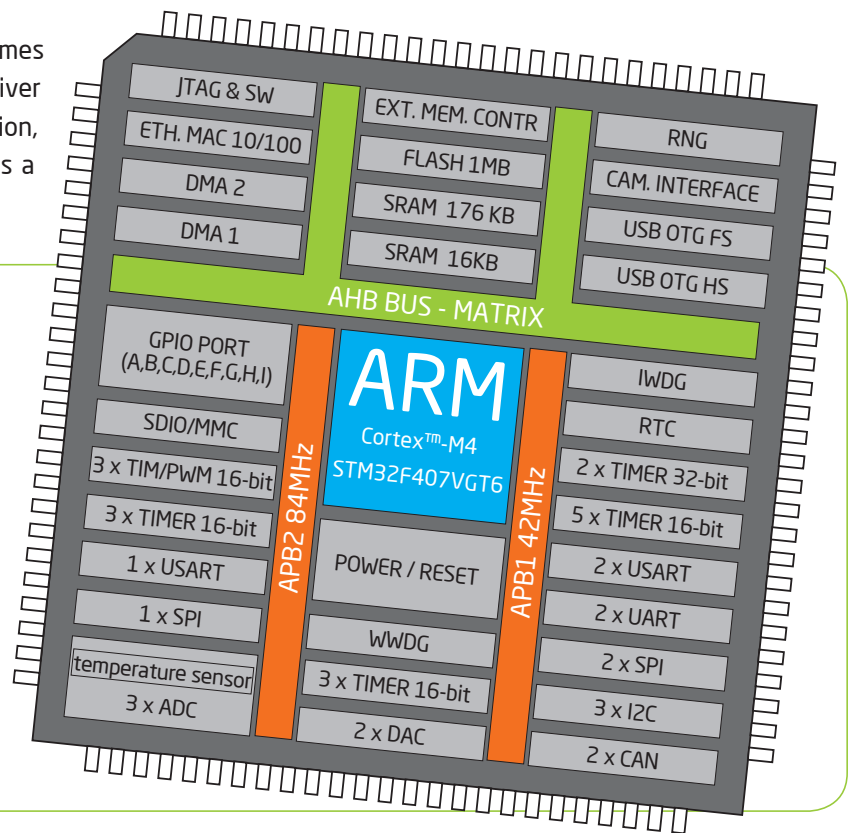 mes
iver
ion,
s a
JTAG & SW
ETH. MAC 10/100
DMA 2
DMA 1
EXT. MEM. CONTR
FLASH 1MB
SRAM 176 KB
SRAM 16KB
RNG
CAM. INTERFACE
USB OTG FS
USB OTG HS
AHB BUS - MATRIX
GPIO PORT
(A,B,C,D,E,F,G,H,I)
SDIO/MMC
3 x TIM/PWM 16-bit
3 x TIMER 16-bit
1 x USART
1 x SPI
temperature sensor
3 x ADC
APB2 84MHz
ARM
Cortex™-M4
STM32F407VGT6
POWER / RESET
WWDG
3 x TIMER 16-bit
2 x DAC
APB1 42MHz
IWDG
RTC
2 x TIMER 32-bit
5 x TIMER 16-bit
2 x USART
2 x UART
2 x SPI
3 x I2C
2 x CAN